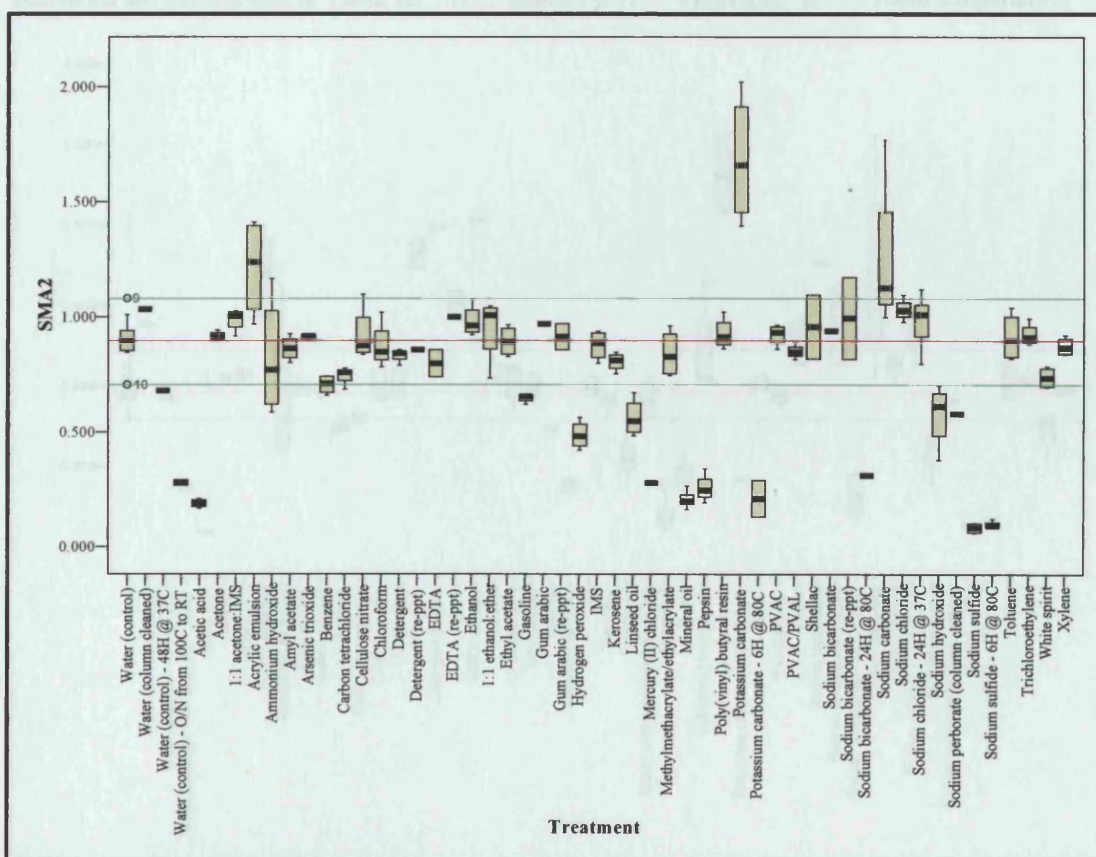 SMA2
2.000
1.500
1.000
0.500
0.000
9
10
Water (control)
Water (column cleaned)
Water (control) - 48H @ 37C
Water (control) - O/N from 100C to RT
Acetic acid
Acetone
1:1 acetone:IMS
Acrylic emulsion
Ammonium hydroxide
Amyl acetate
Arsenic trioxide
Benzene
Carbon tetrachloride
Cellulose nitrate
Chloroform
Detergent
Detergent (re-ppt)
EDTA
EDTA (re-ppt)
Ethanol
1:1 ethanol:ether
Ethyl acetate
Gasoline
Gum arabic
Gum arabic (re-ppt)
Hydrogen peroxide
IMS
Kerosene
Linseed oil
Mercury (II) chloride
Mineral oil
Pepsin
Methylmethacrylate/ethylacrylate
Poly(vinyl) butyral resin
Potassium carbonate
Potassium carbonate - 6H @ 80C
PVAC
PVAC/PVAL
Shellac
Sodium bicarbonate
Sodium bicarbonate (re-ppt)
Sodium bicarbonate - 24H @ 80C
Sodium carbonate
Sodium chloride
Sodium chloride - 24H @ 37C
Sodium hydroxide
Sodium perborate (column cleaned)
Sodium sulfide
Sodium sulfide - 6H @ 80C
Toluene
Trichloroethylene
White spirit
Xylene
Treatment